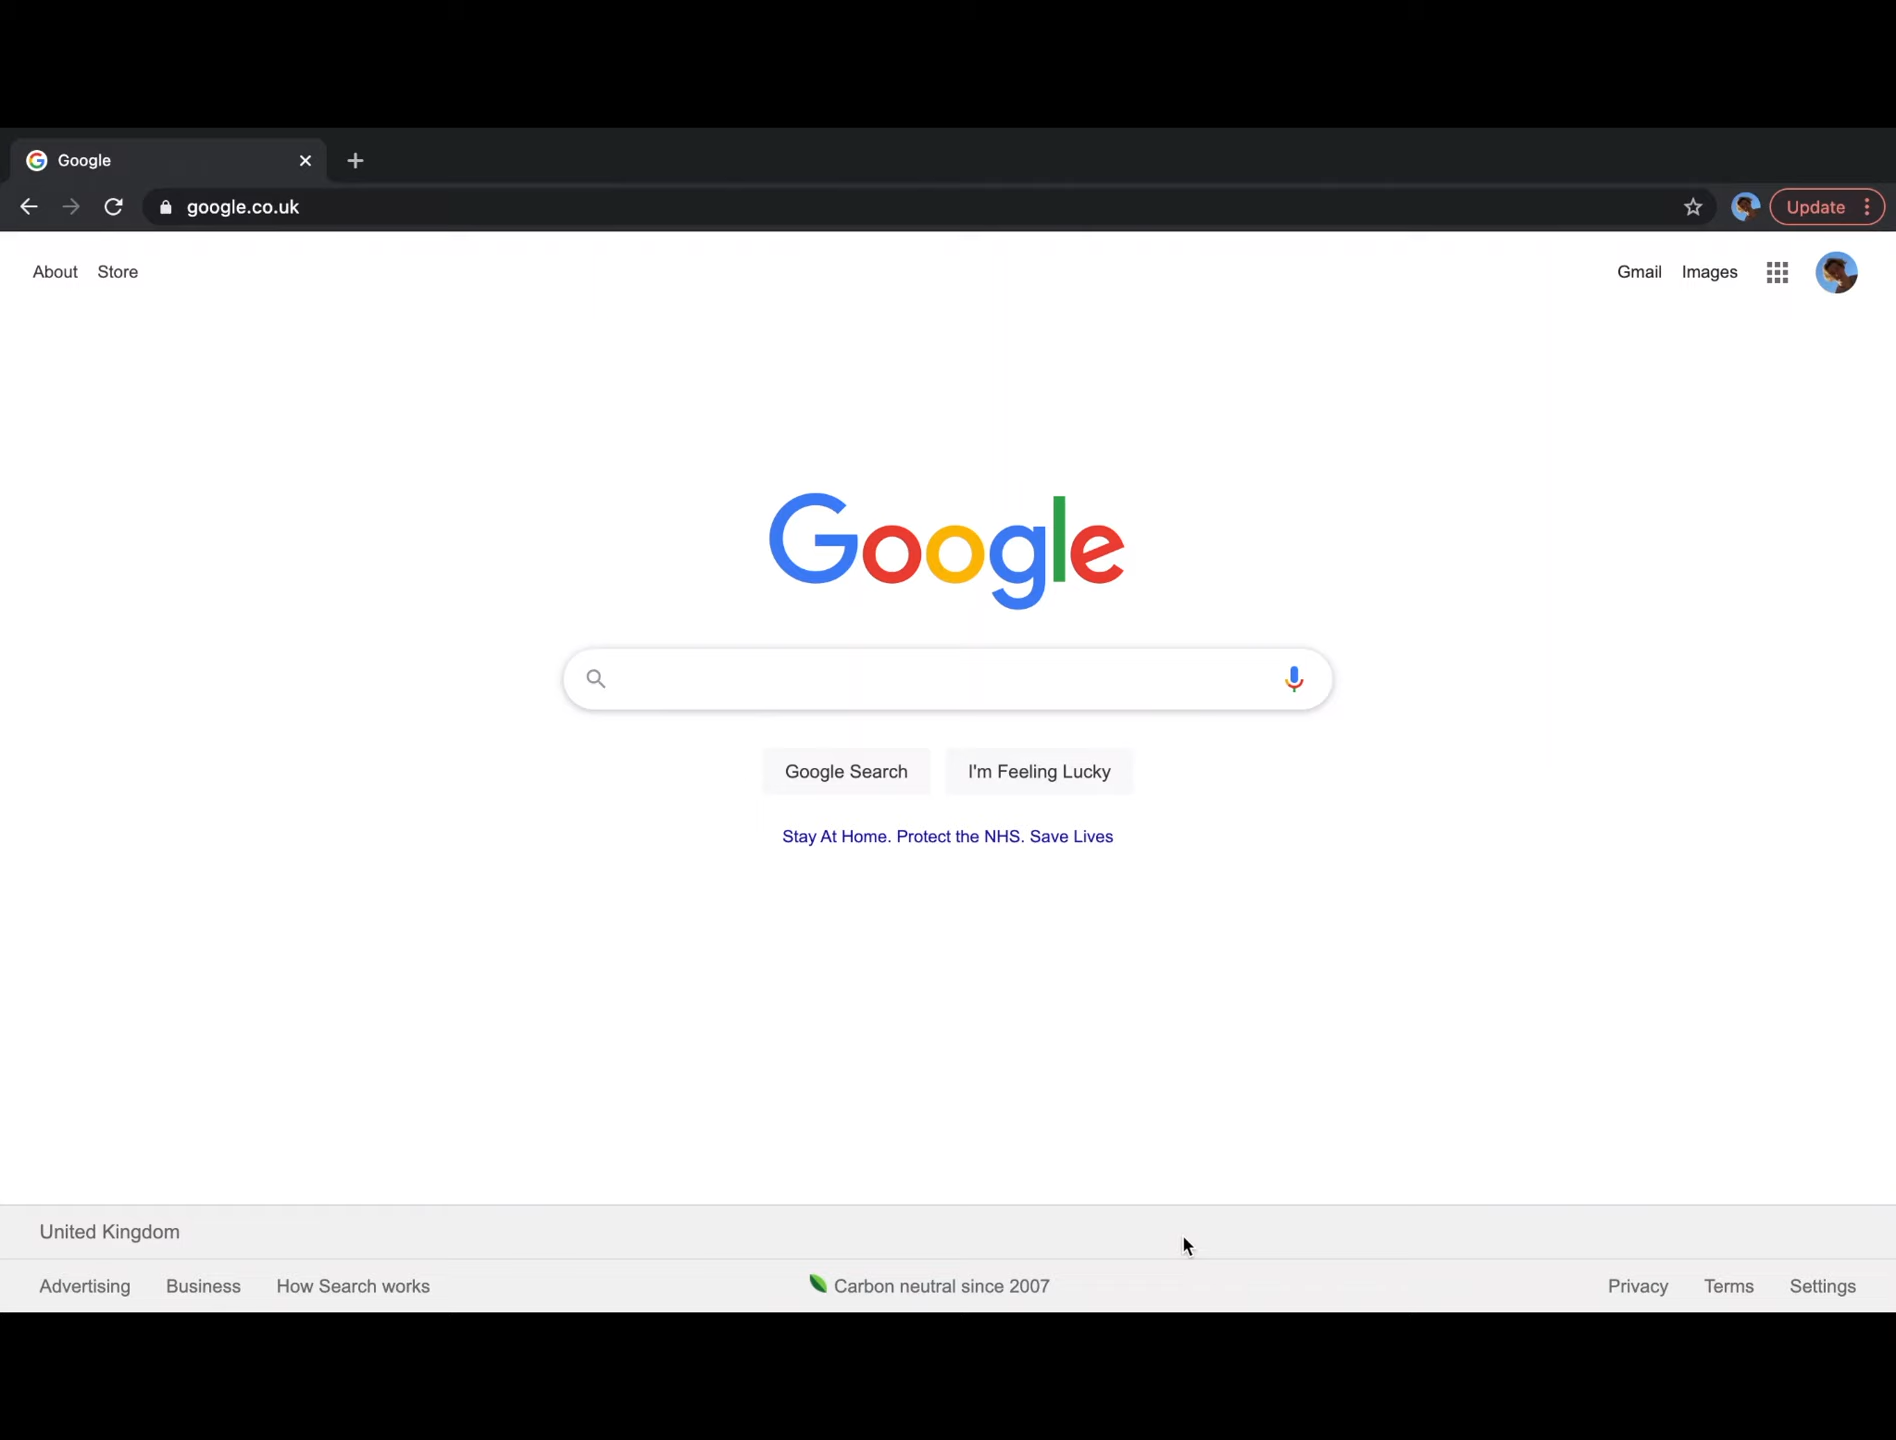 Google
google.co.uk
Update
About Store
Gmail Images
Google
Google Search I'm Feeling Lucky
Stay At Home. Protect the NHS. Save Lives
United Kingdom
Advertising Business How Search works
Carbon neutral since 2007
Privacy Terms Settings